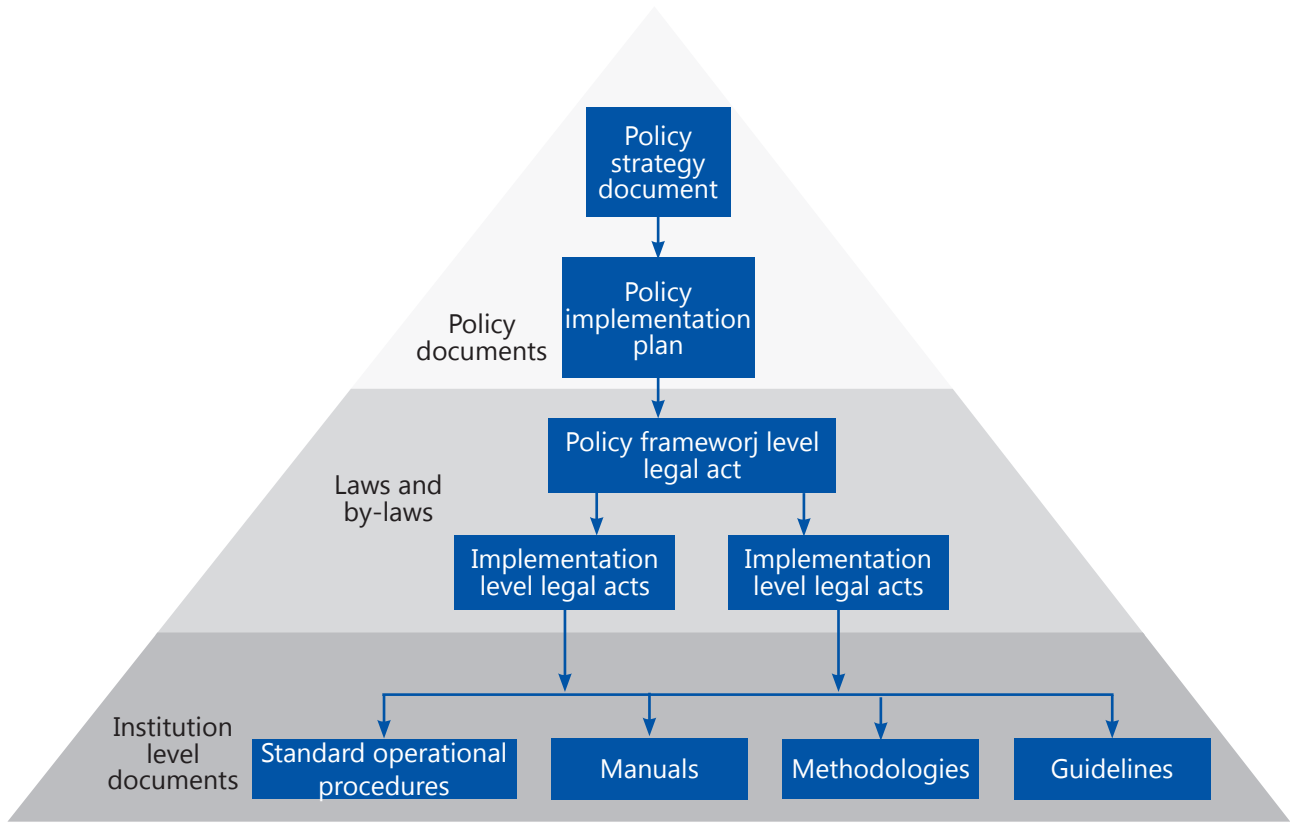 Policy
strategy
document
Policy
implementation
plan
Policy
documents
Policy frameworj level
legal act
Laws and
by-laws
Implementation
level legal acts
Implementation
level legal acts
Institution
level
documents
Standard operational
procedures
Manuals
Methodologies
Guidelines